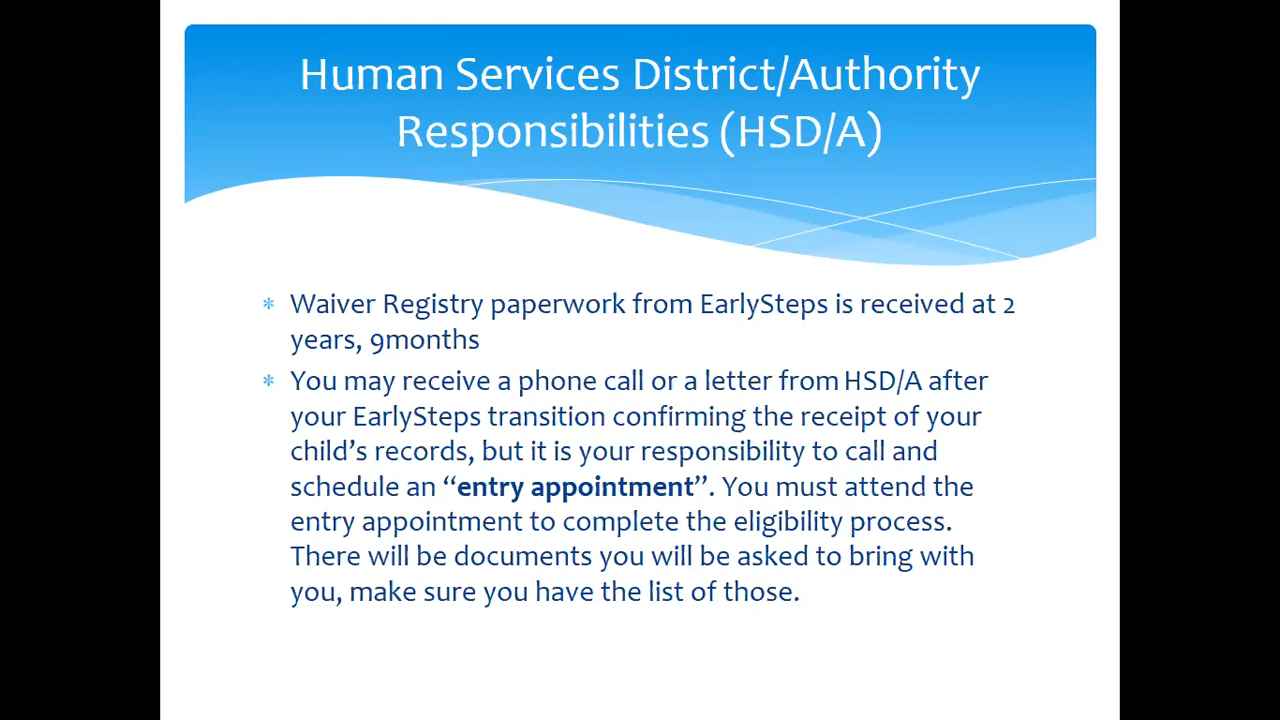 Human Services District/Authority
Responsibilities (HSD/A)
* Waiver Registry paperwork from EarlySteps is received at 2
years, 9months
* You may receive a phone call or a letter from HSD/A after
your EarlySteps transition confirming the receipt of your
child’s records, but it is your responsibility to call and
schedule an “entry appointment”. You must attend the
entry appointment to complete the eligibility process.
There will be documents you will be asked to bring with
you, make sure you have the list of those.